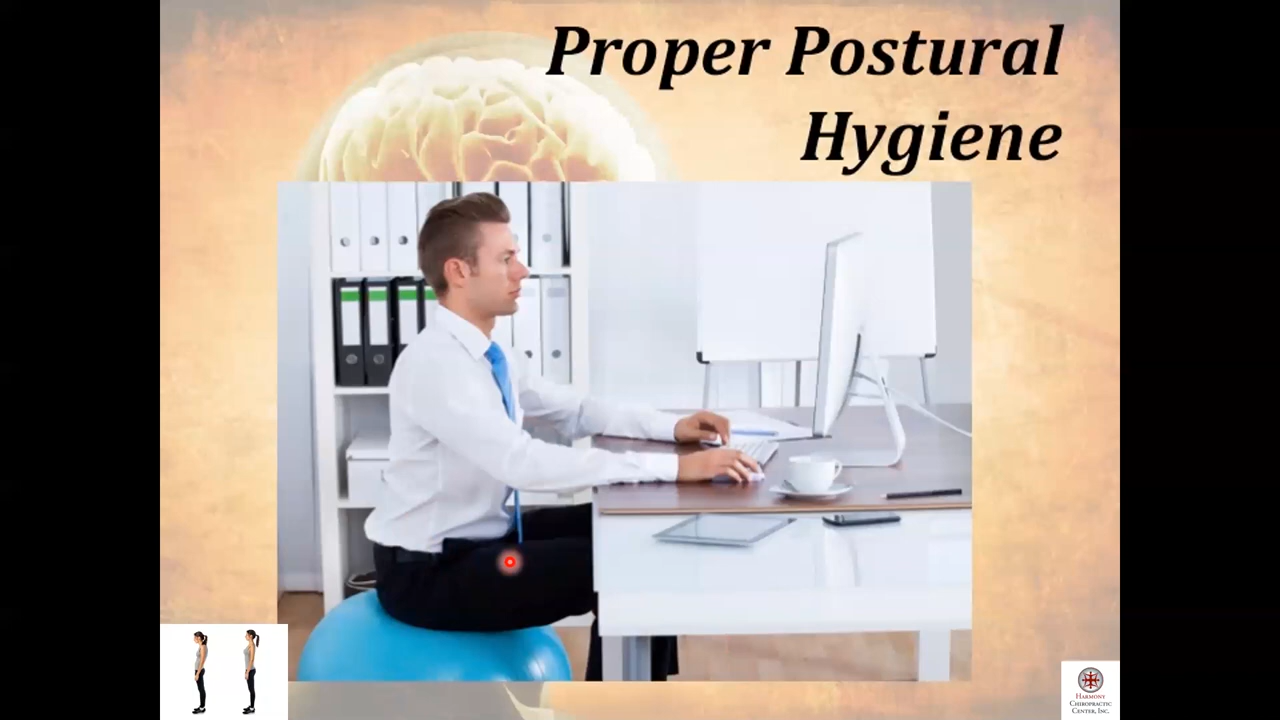 Proper Postural
Hygiene
HARMONY
CHIROPRACTIC
CENTER, INC.